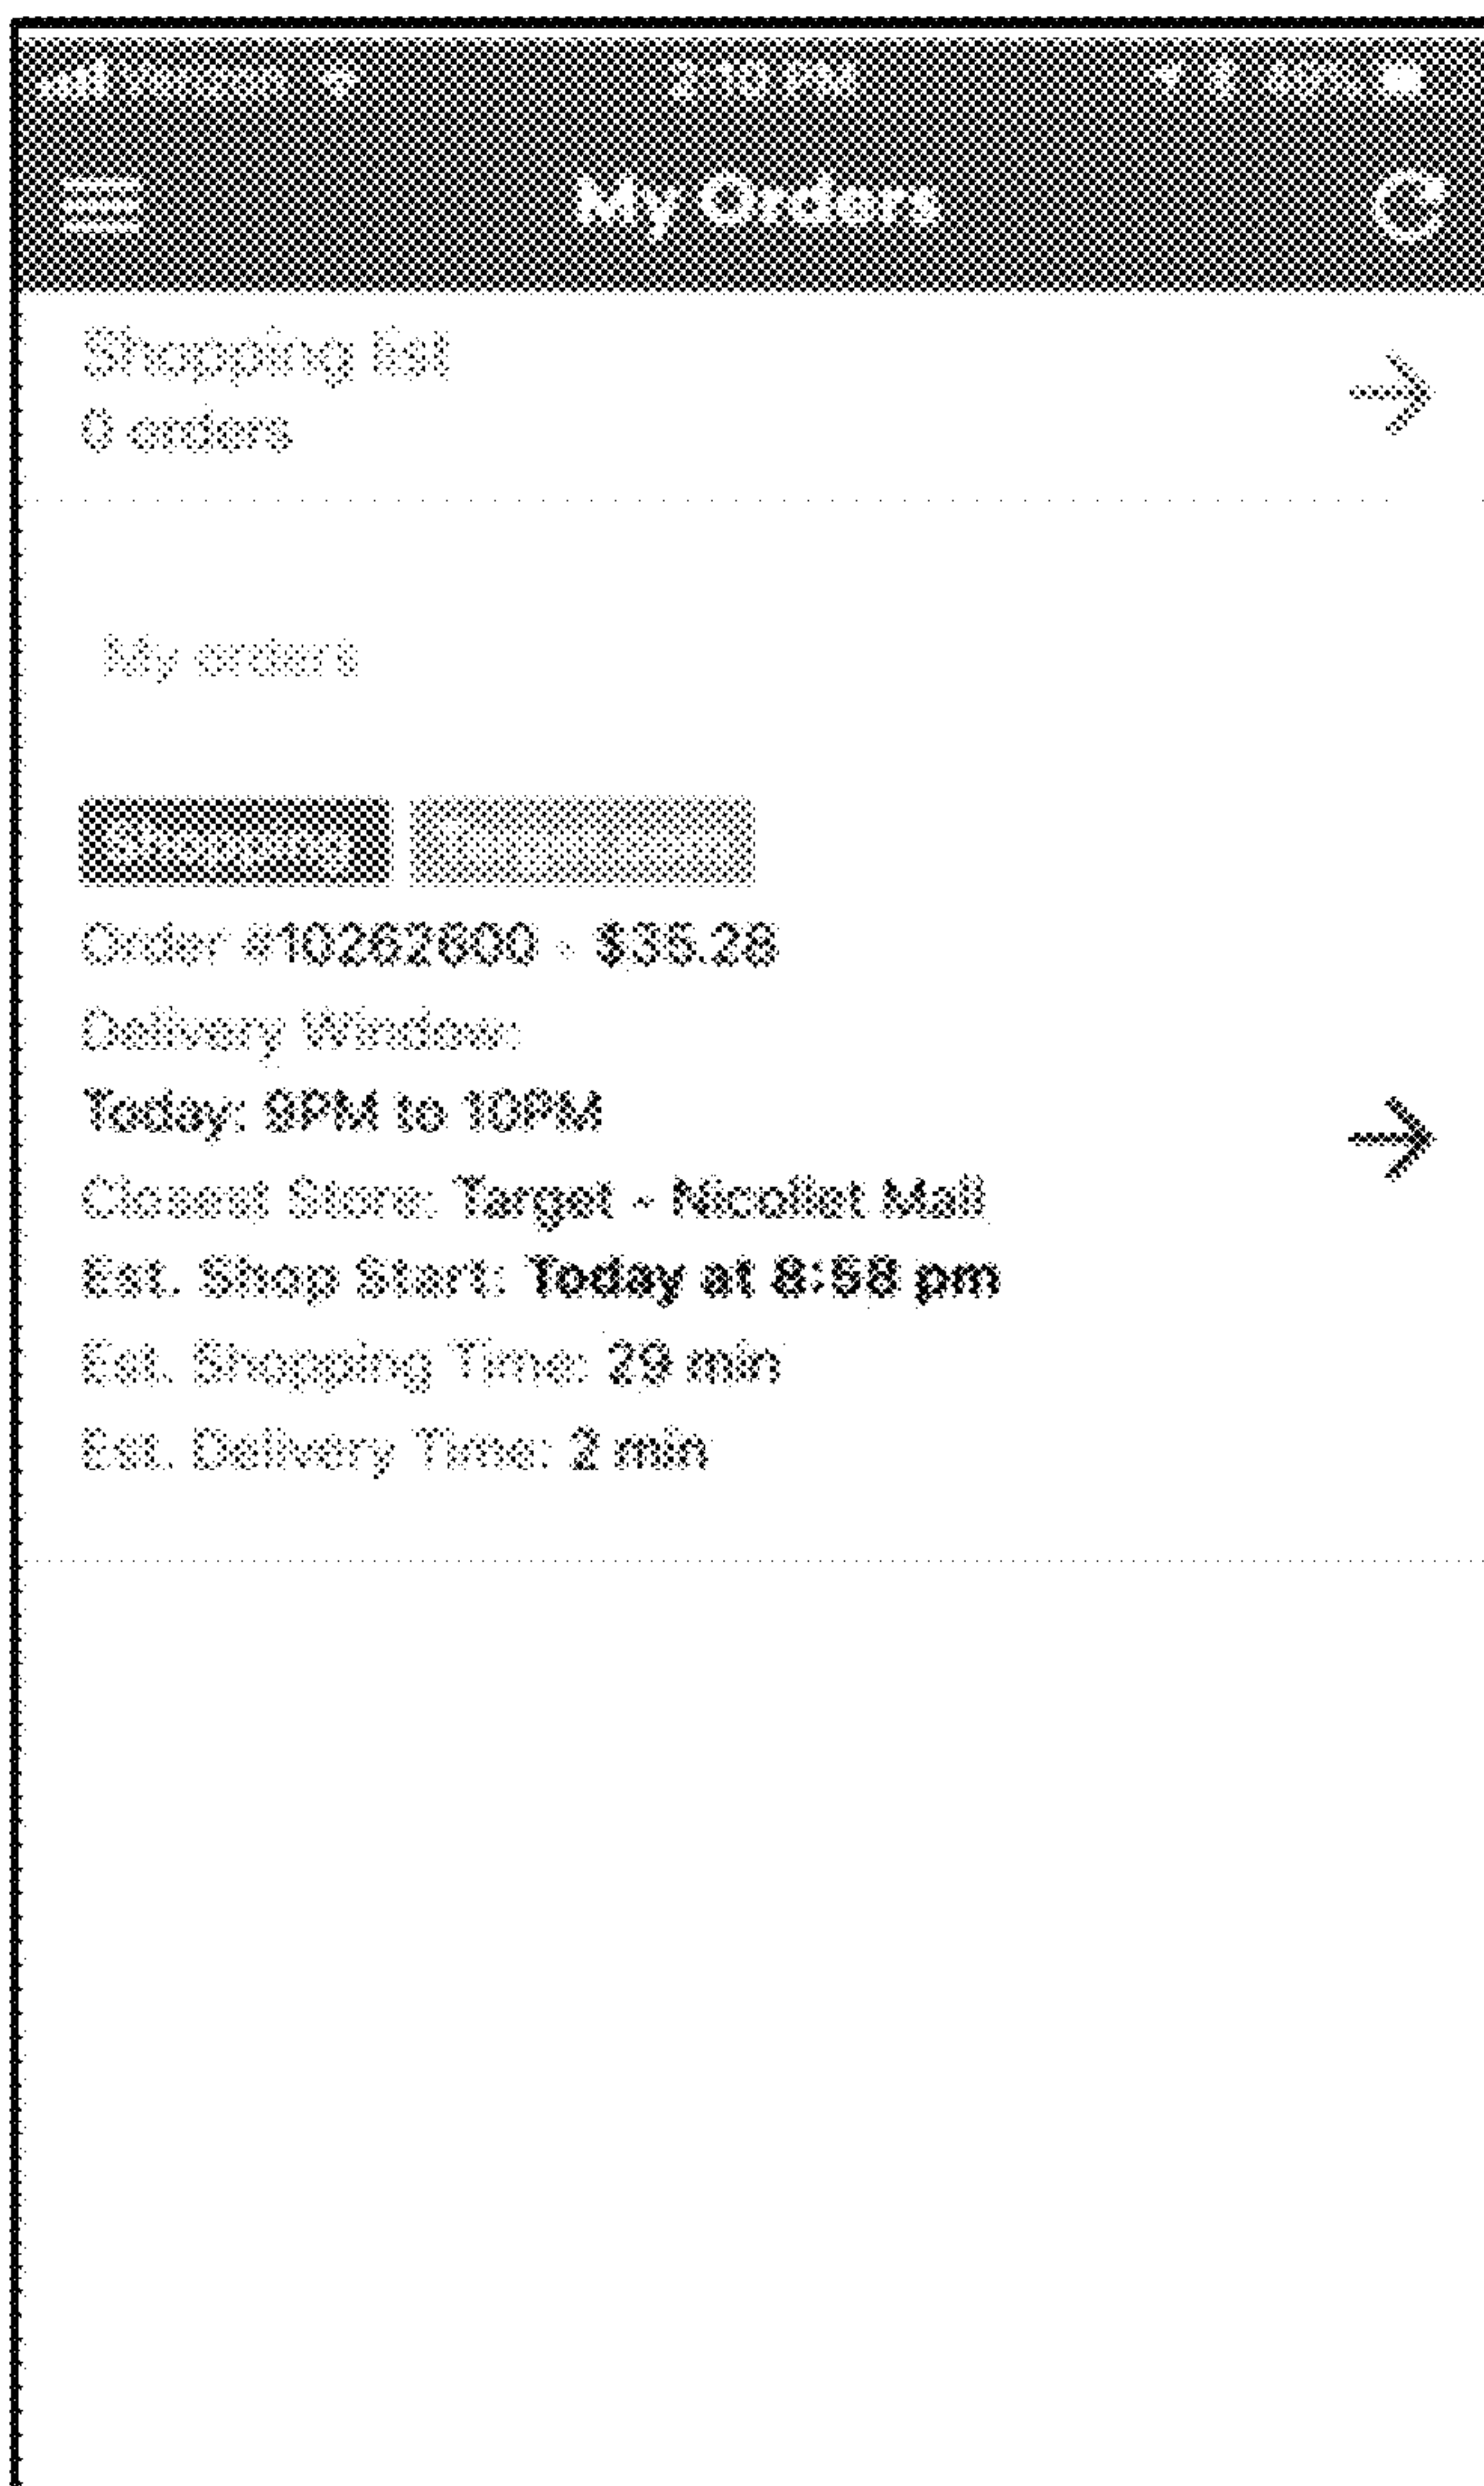 My Orders
Shopping list
0 orders
My orders
Shopping
Order #10262600 - $35.28
Delivery Window:
Today: 9PM to 10PM
Closest Store: Target - Nicollet Mall
Est. Shop Start: Today at 8:58 pm
Est. Shopping Time: 29 min
Est. Delivery Time: 2 min